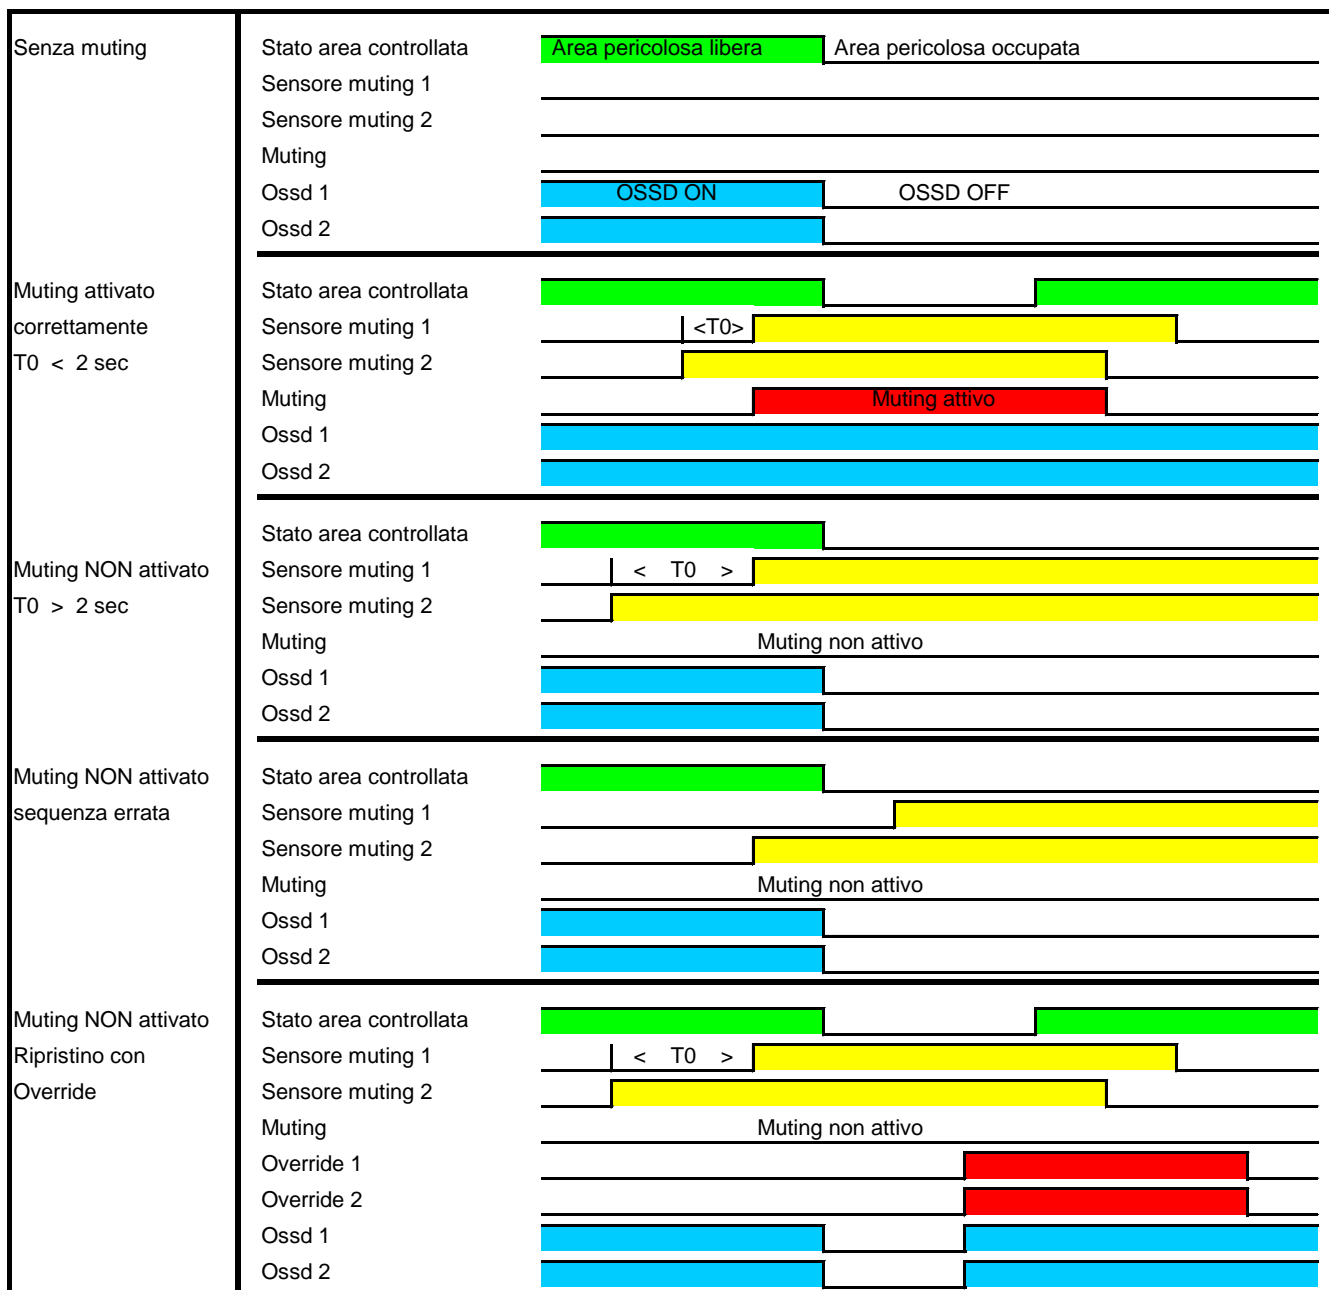 Senza muting Stato area controllata Area pericolosa libera Area pericolosa occupata
Sensore muting 1
Sensore muting 2
Muting
Ossd 1 OSSD ON OSSD OFF
Ossd 2
Muting attivato Stato area controllata
correttamente Sensore muting 1 <T0>
T0 < 2 sec Sensore muting 2
Muting Muting attivo
Ossd 1
Ossd 2
Stato area controllata
Muting NON attivato Sensore muting 1 < T0 >
T0 > 2 sec Sensore muting 2
Muting Muting non attivo
Ossd 1
Ossd 2
Muting NON attivato Stato area controllata
sequenza errata Sensore muting 1
Sensore muting 2
Muting Muting non attivo
Ossd 1
Ossd 2
Muting NON attivato Stato area controllata
Ripristino con Sensore muting 1 < T0 >
Override Sensore muting 2
Muting Muting non attivo
Override 1
Override 2
Ossd 1
Ossd 2